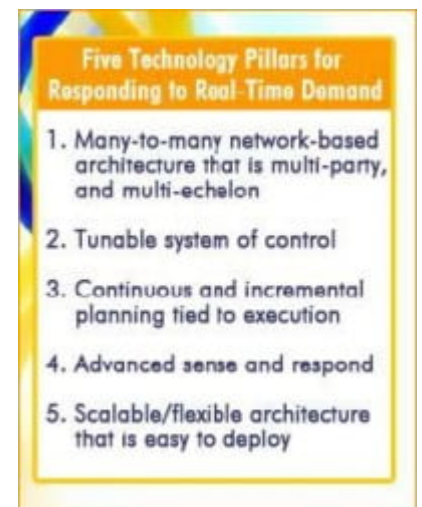 Five Technology Pillars for
Responding to Real-Time Demand
1. Many-to-many network-based
architecture that is multi-party,
and multi-echelon
2. Tunable system of control
3. Continuous and incremental
planning tied to execution
4. Advanced sense and respond
5. Scalable/flexible architecture
that is easy to deploy